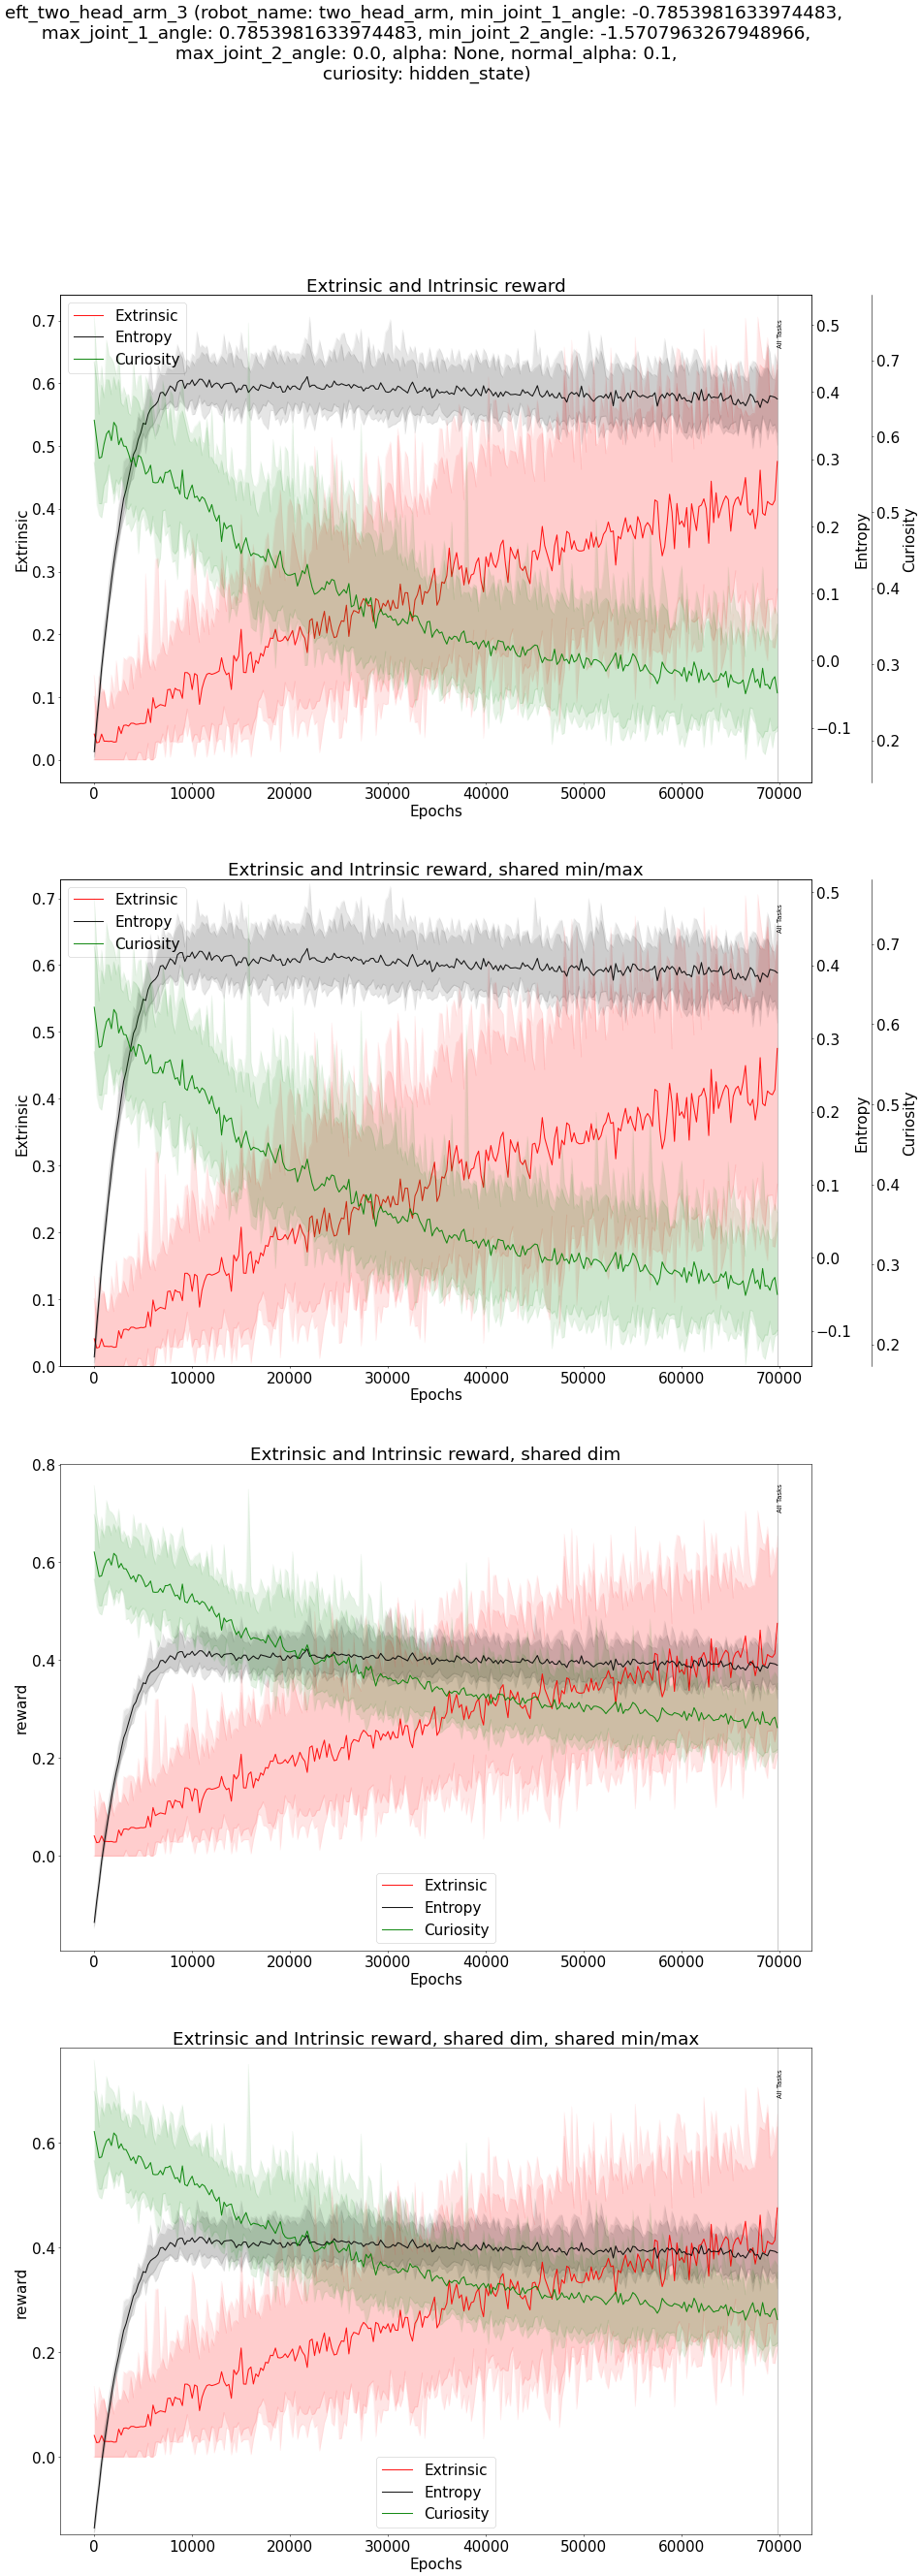 eft_two_head_arm_3 (robot_name: two_head_arm, min_joint_1_angle: -0.7853981633974483,
max_joint_1_angle: 0.7853981633974483, min_joint_2_angle: -1.5707963267948966,
max_joint_2_angle: 0.0, alpha: None, normal_alpha: 0.1,
curiosity: hidden_state)
Extrinsic and Intrinsic reward
Extrinsic
Entropy
Curiosity
All Tasks
0.7
0.6
0.5
0.4
0.3
0.2
0.1
0.0
Extrinsic
0.5
0.4
0.3
0.2
0.1
0.0
−0.1
Entropy
0.7
0.6
0.5
0.4
0.3
0.2
Curiosity
0 10000 20000 30000 40000 50000 60000 70000
Epochs
Extrinsic and Intrinsic reward, shared min/max
Extrinsic
Entropy
Curiosity
All Tasks
0.7
0.6
0.5
0.4
0.3
0.2
0.1
0.0
Extrinsic
0.5
0.4
0.3
0.2
0.1
0.0
−0.1
Entropy
0.7
0.6
0.5
0.4
0.3
0.2
Curiosity
0 10000 20000 30000 40000 50000 60000 70000
Epochs
Extrinsic and Intrinsic reward, shared dim
All Tasks
0.8
0.6
0.4
0.2
0.0
reward
Extrinsic
Entropy
Curiosity
0 10000 20000 30000 40000 50000 60000 70000
Epochs
Extrinsic and Intrinsic reward, shared dim, shared min/max
All Tasks
0.6
0.4
0.2
0.0
reward
Extrinsic
Entropy
Curiosity
0 10000 20000 30000 40000 50000 60000 70000
Epochs